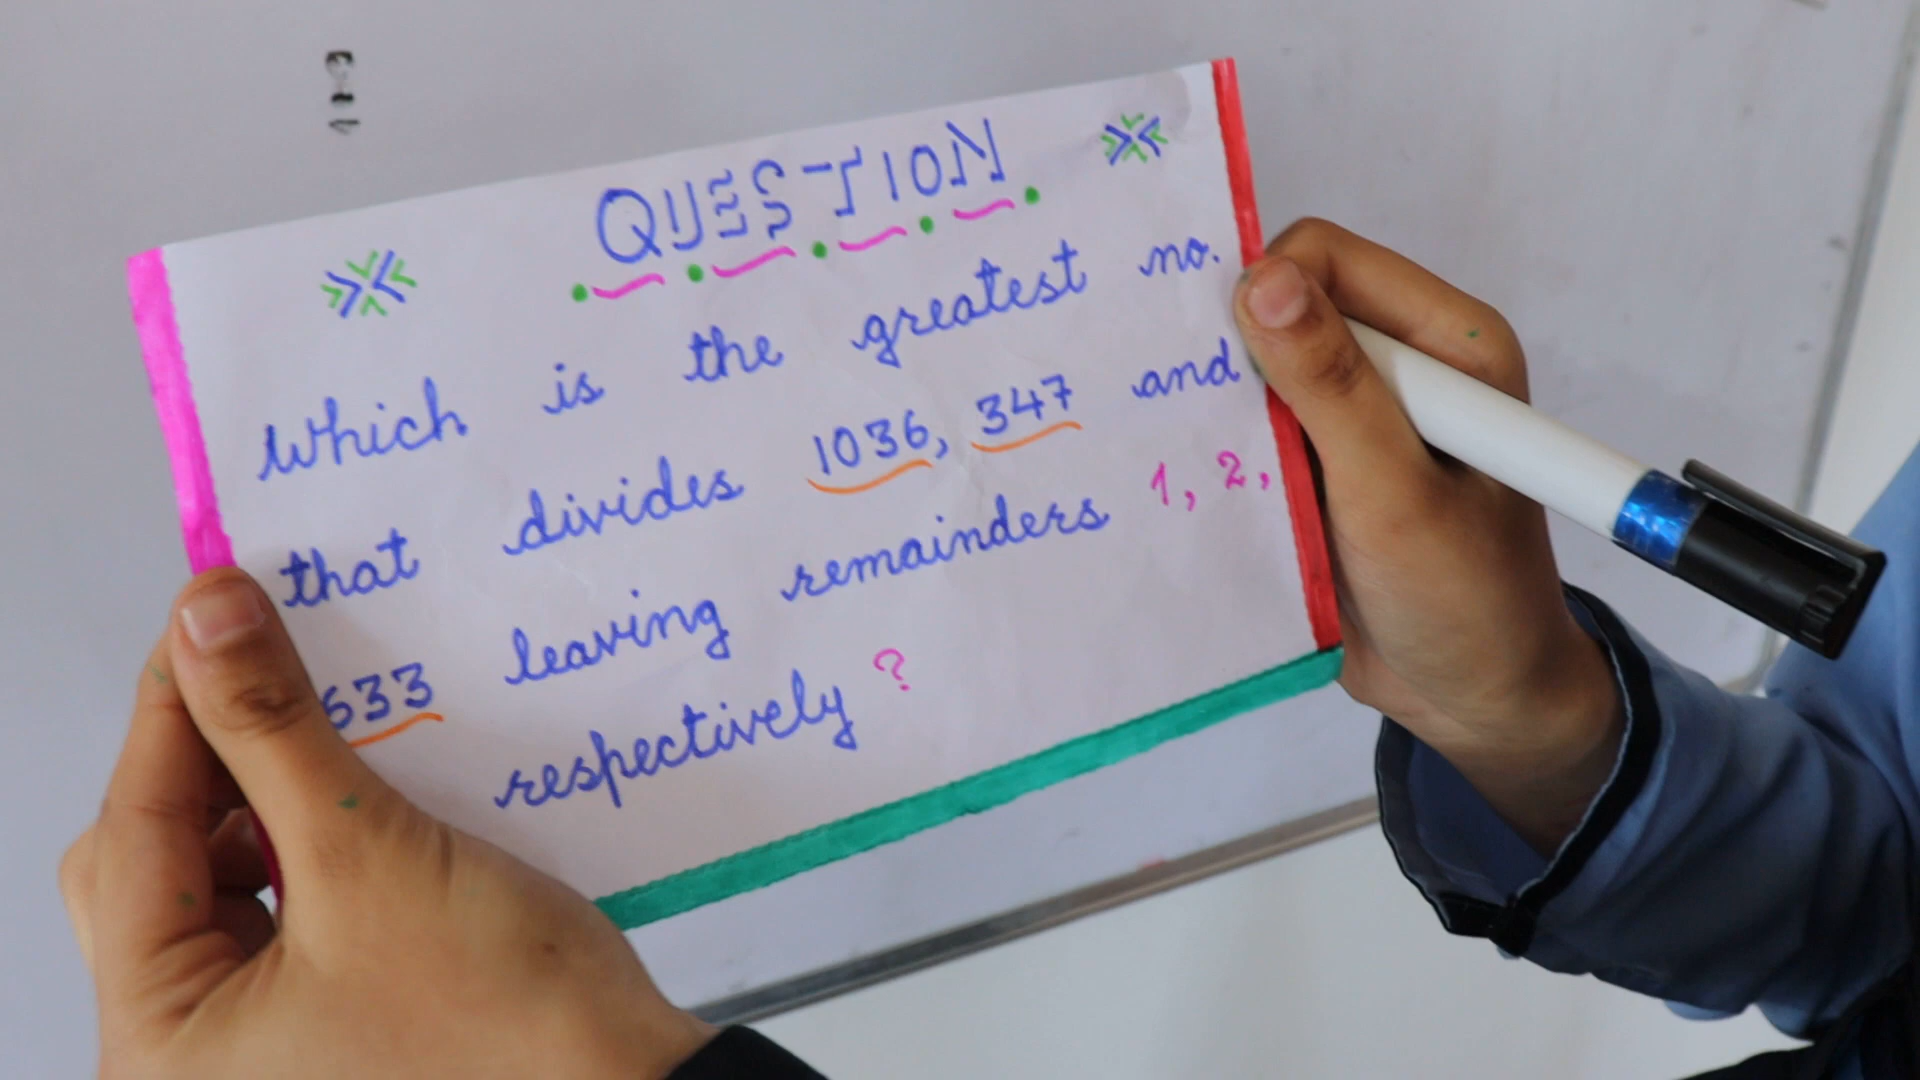 QUESTION
Which is the greatest no.
that divides 1036, 347 and
633 leaving remainders 1, 2,
respectively ?